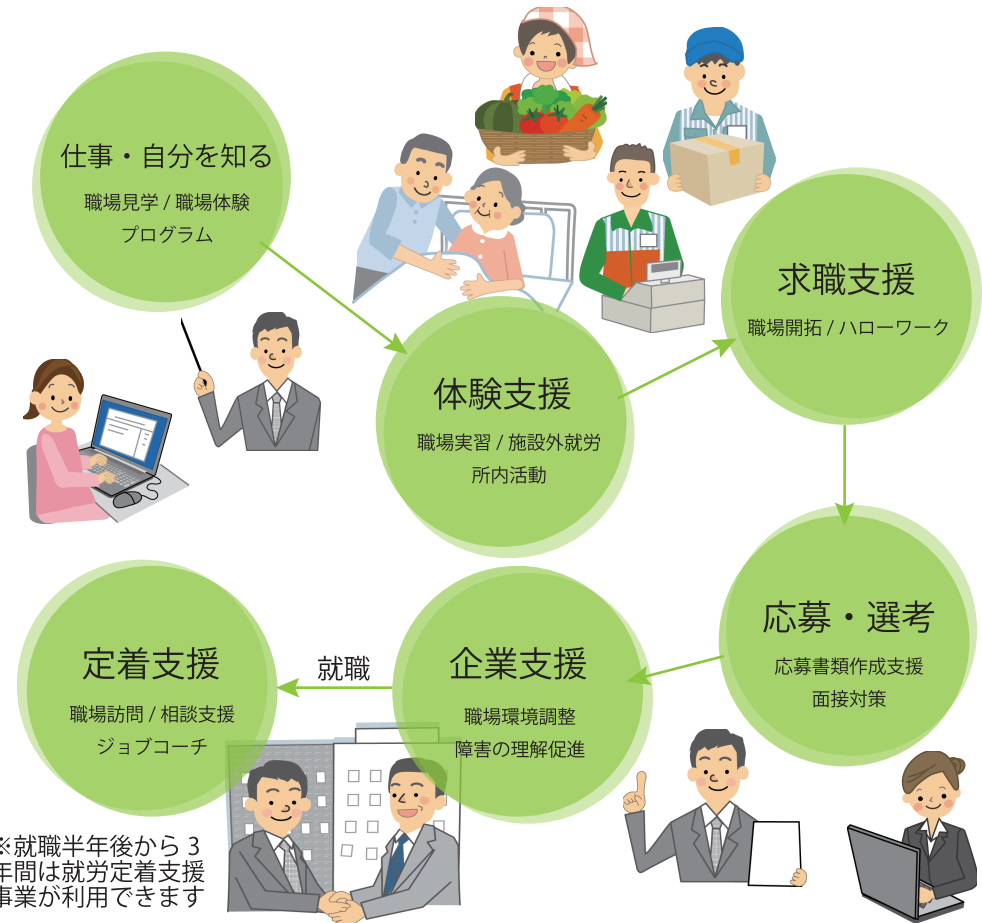 仕事・自分を知る
職場見学 / 職場体験
プログラム
体験支援
職場実習 / 施設外就労
所内活動
求職支援
職場開拓 / ハローワーク
応募・選考
応募書類作成支援
面接対策
企業支援
職場環境調整
障害の理解促進
就職
定着支援
職場訪問 / 相談支援
ジョブコーチ
※就職半年後から 3
年間は就労定着支援
事業が利用できます